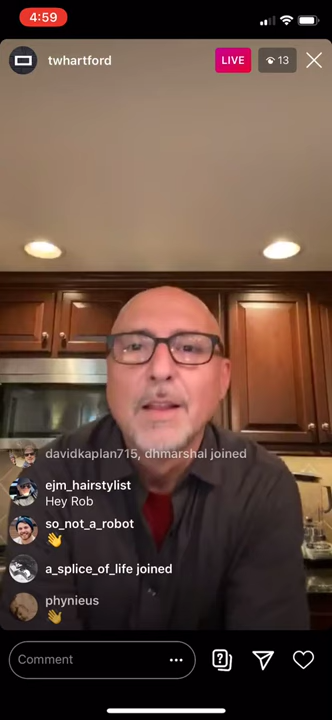 4:59
twhartford
LIVE
13
davidkaplan715, dhmarshal joined
ejm_hairstylist
Hey Rob
so_not_a_robot
a_splice_of_life joined
phynieus
Comment